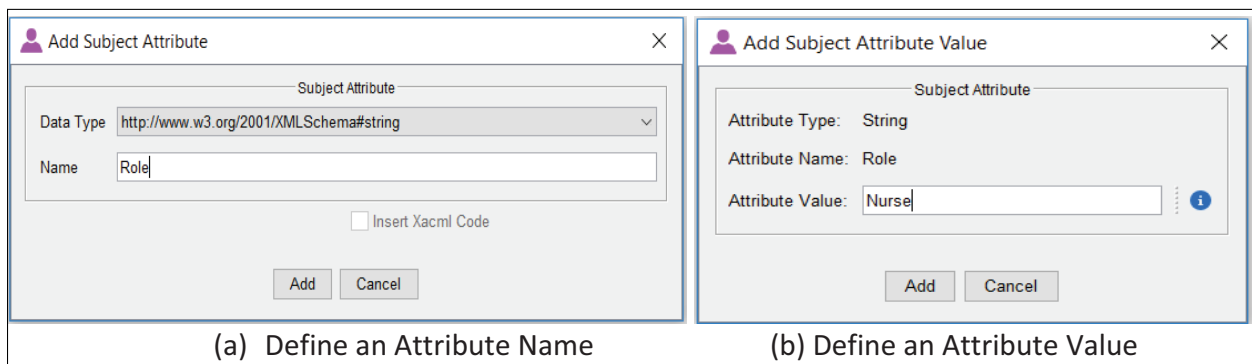 Add Subject Attribute
Subject Attribute
Data Type http://www.w3.org/2001/XMLSchema#string
Name Role
Insert Xacml Code
Add Cancel
(a) Define an Attribute Name
Add Subject Attribute Value
Subject Attribute
Attribute Type: String
Attribute Name: Role
Attribute Value: Nurse
Add Cancel
(b) Define an Attribute Value